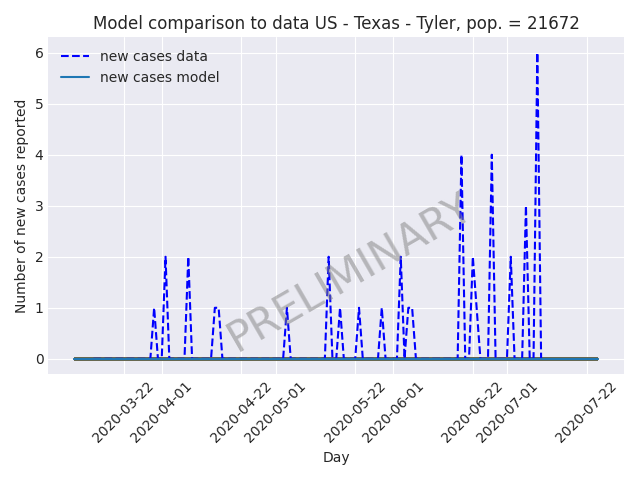 Model comparison to data US - Texas - Tyler, pop. = 21672
new cases data
new cases model
Number of new cases reported
6
5
4
3
2
1
0
PRELIMINARY
2020-03-22
2020-04-01
2020-04-22
2020-05-01
2020-05-22
2020-06-01
2020-06-22
2020-07-01
2020-07-22
Day